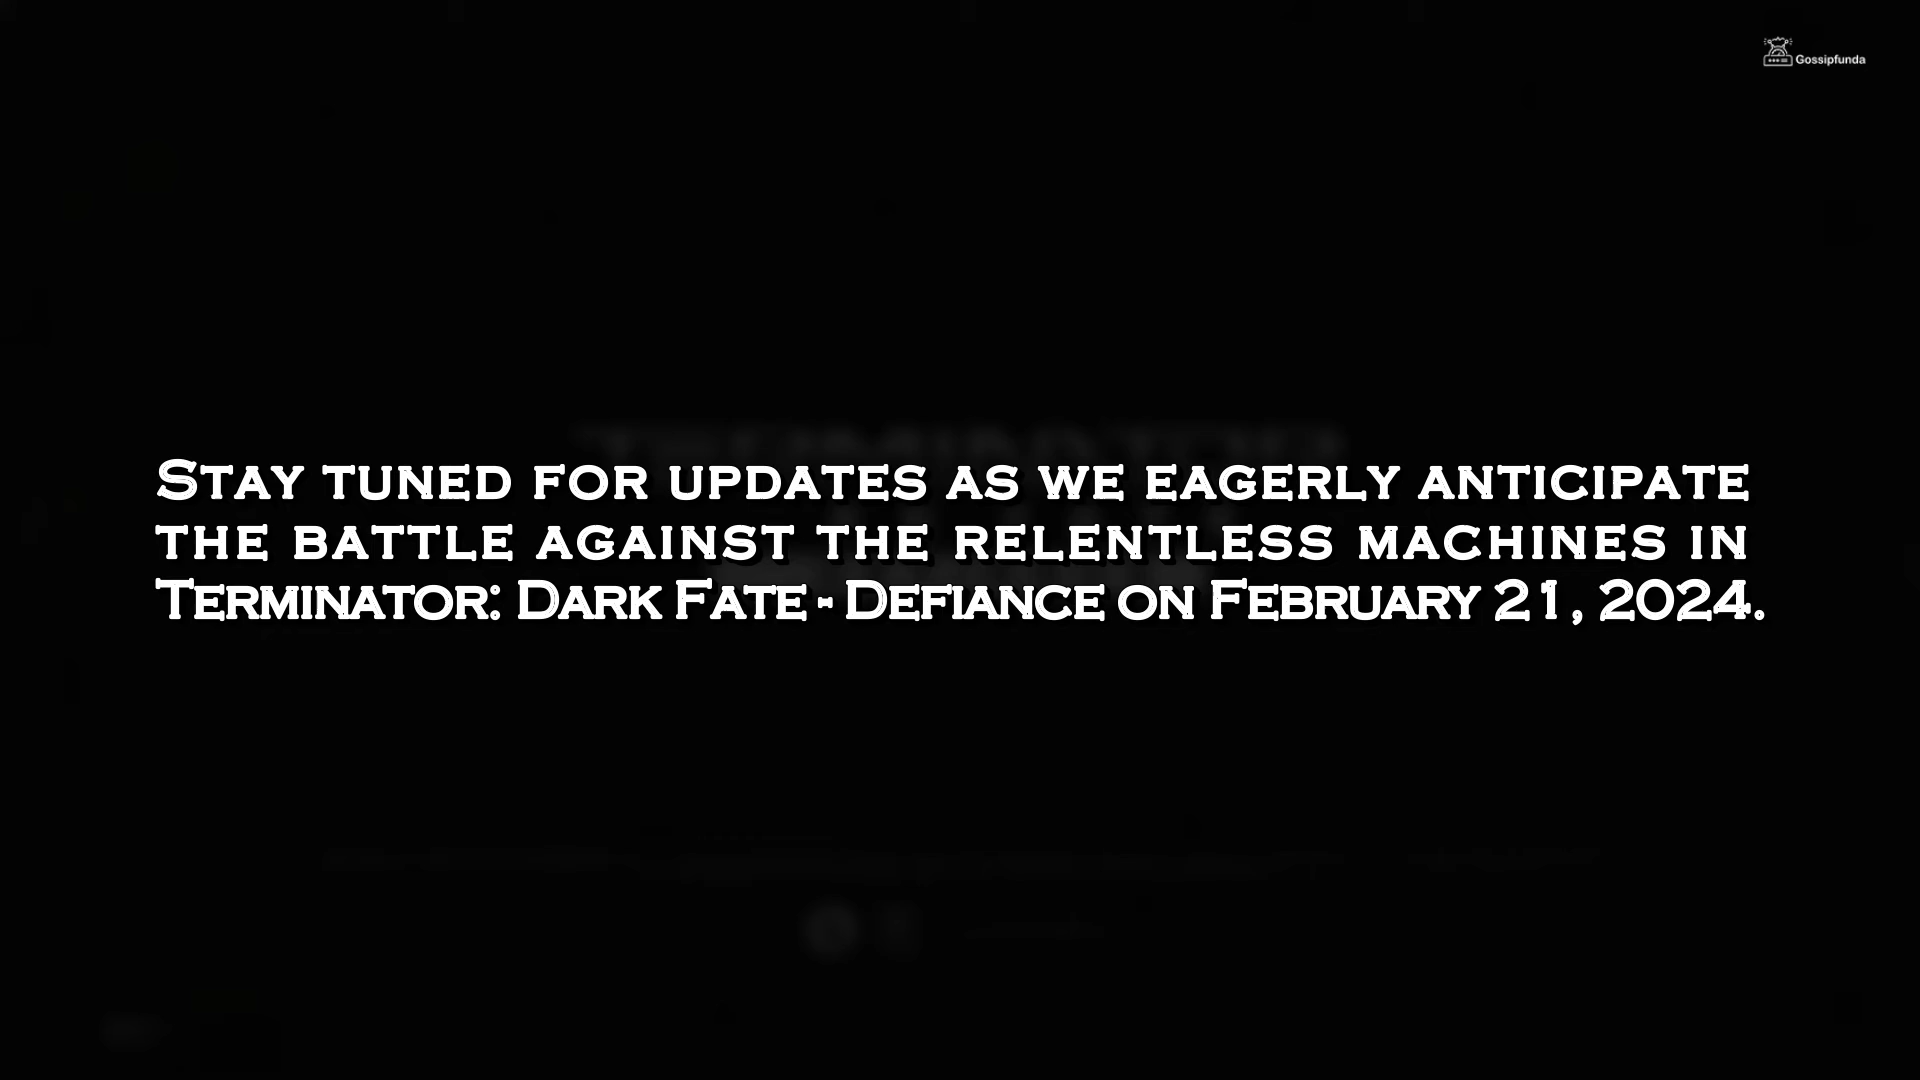 Gossipfunda
Stay tuned for updates as we eagerly anticipate
the battle against the relentless machines in
Terminator: Dark Fate - Defiance on February 21, 2024.